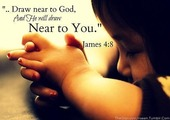 ".. Draw near to God,
And He will draw
Near to You."
James 4:8